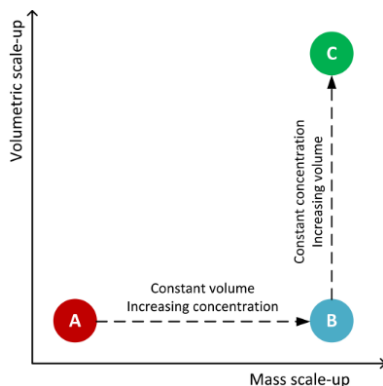 Volumetric scale-up
C
Constant concentration
Increasing volume
Constant volume
Increasing concentration
A
B
Mass scale-up